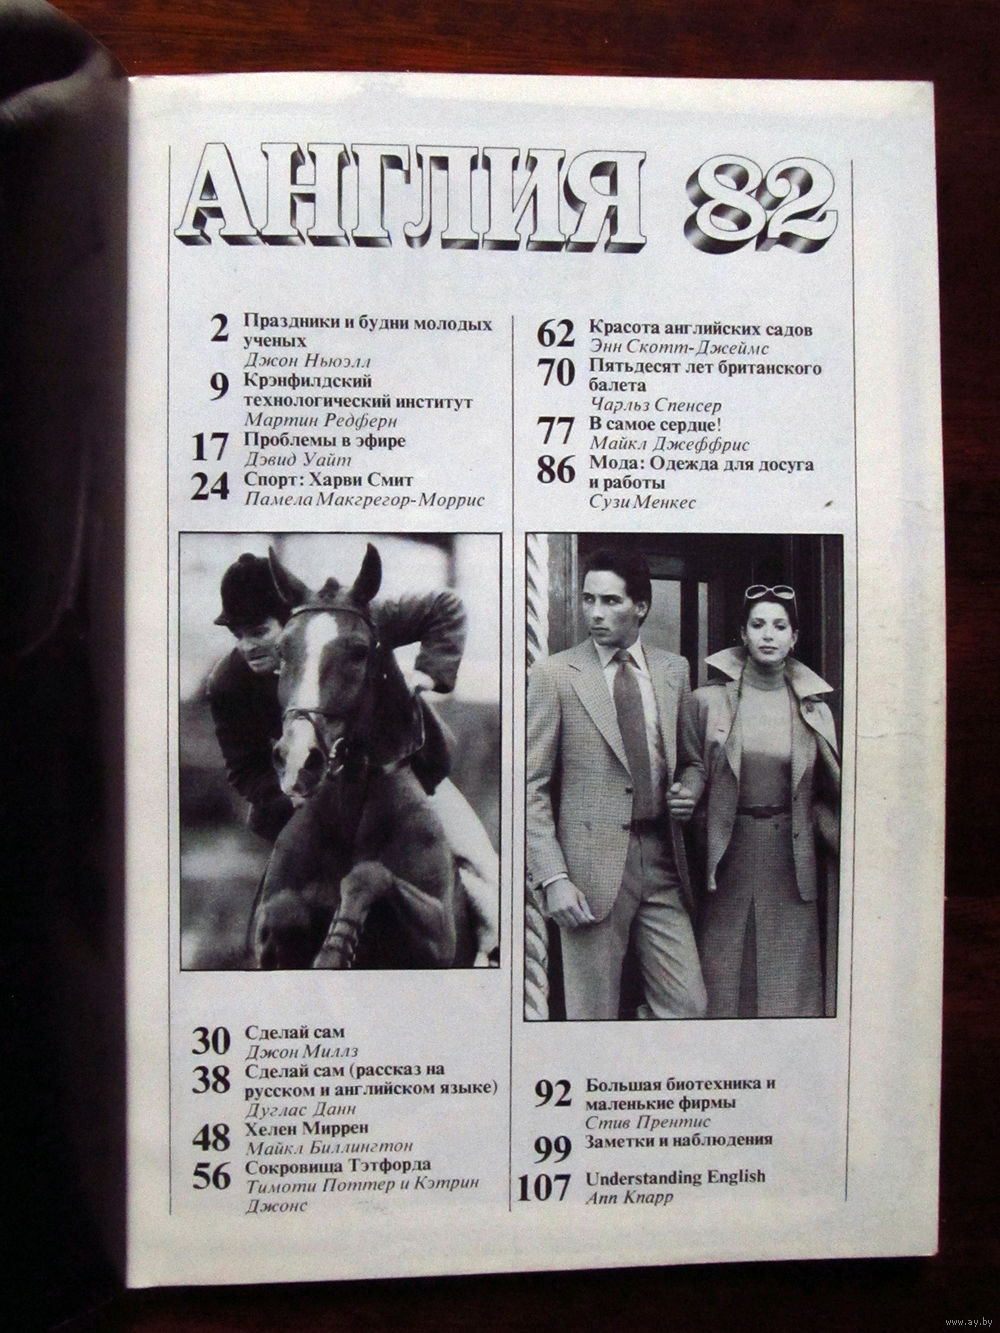 АНГЛИЯ 82
2 Праздники и будни молодых
ученых
Джон Ньюэлл
9 Крэнфилдский
технологический институт
Мартин Редферн
17 Проблемы в эфире
Дэвид Уайт
24 Спорт: Харви Смит
Памела Макгрегор-Моррис
30 Сделай сам
Джон Миллз
38 Сделай сам (рассказ на
русском и английском языке)
Дуглас Данн
48 Хелен Миррен
Майкл Биллингтон
56 Сокровища Тэтфорда
Тимоти Поттер и Кэтрин
Джонс
62 Красота английских садов
Энн Скотт-Джеймс
70 Пятьдесят лет британского
балета
Чарльз Спенсер
77 В самое сердце!
Майкл Джеффрис
86 Мода: Одежда для досуга
и работы
Сузи Менкес
92 Большая биотехника и
маленькие фирмы
Стив Прентис
99 Заметки и наблюдения
107 Understanding English
Апп Кпарр
www.ay.by